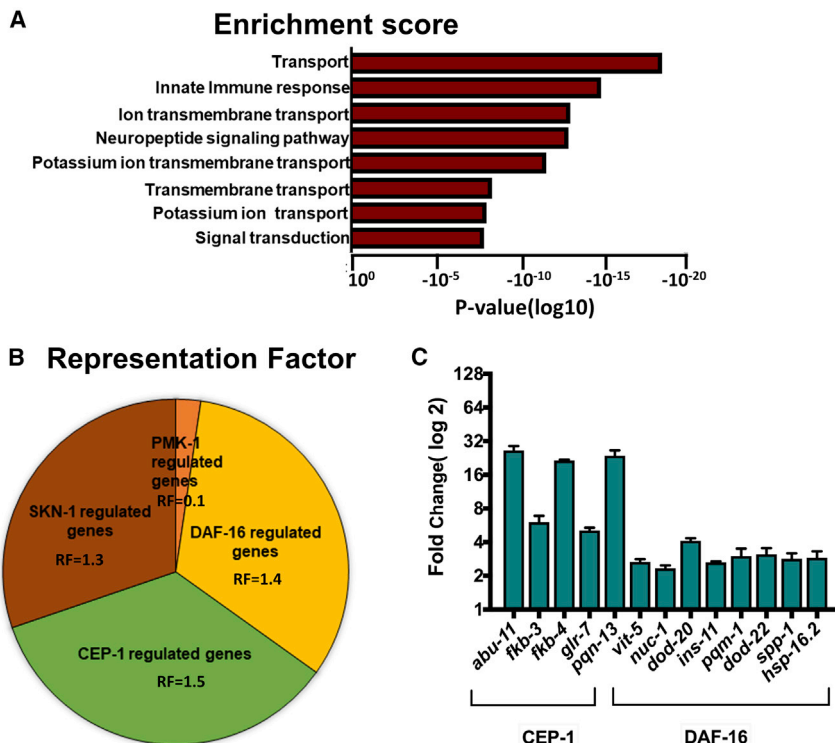 A
Enrichment score
Transport
Innate Immune response
Ion transmembrane transport
Neuropeptide signaling pathway
Potassium ion transmembrane transport
Transmembrane transport
Potassium ion transport
Signal transduction
10⁰ -10⁻⁵ -10⁻¹⁰ -10⁻¹⁵ -10⁻²⁰
P-value(log10)
B Representation Factor
PMK-1
regulated
genes
RF=0.1
SKN-1 regulated
genes
RF=1.3
DAF-16 regulated
genes
RF=1.4
CEP-1 regulated genes
RF=1.5
C
Fold Change( log 2)
128
64
32
16
8
4
2
1
abu-11 fkb-3 fkb-4 glr-7 pqn-13 vit-5 nuc-1 dod-20 ins-11 pqm-1 dod-22 spp-1 hsp-16.2
CEP-1 DAF-16